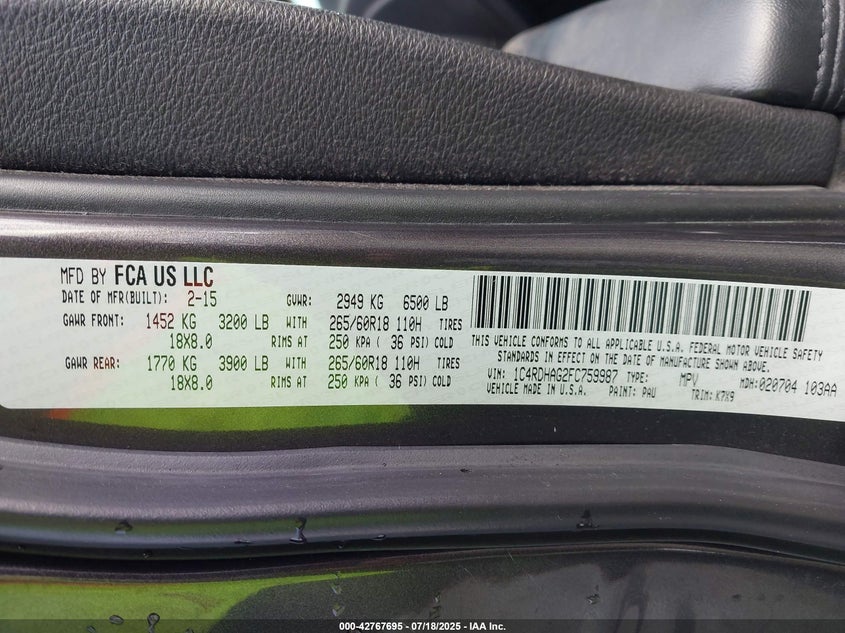 MFD BY FCA US LLC
DATE OF MFR(BUILT): 2-15 GVWR: 2949 KG 6500 LB
GAWR FRONT: 1452 KG 3200 LB WITH 265/60R18 110H TIRES
18X8.0 RIMS AT 250 KPA ( 36 PSI) COLD
GAWR REAR: 1770 KG 3900 LB WITH 265/60R18 110H TIRES
18X8.0 RIMS AT 250 KPA ( 36 PSI) COLD
THIS VEHICLE CONFORMS TO ALL APPLICABLE U.S.A. FEDERAL MOTOR VEHICLE SAFETY
STANDARDS IN EFFECT ON THE DATE OF MANUFACTURE SHOWN ABOVE.
VIN: 1C4RDHAG2FC759987 TYPE: MPV MDH:020704 103AA
VEHICLE MADE IN U.S.A. PAINT: PAU TRIM: K7X9
000-42767695 - 07/18/2025 - IAA Inc.